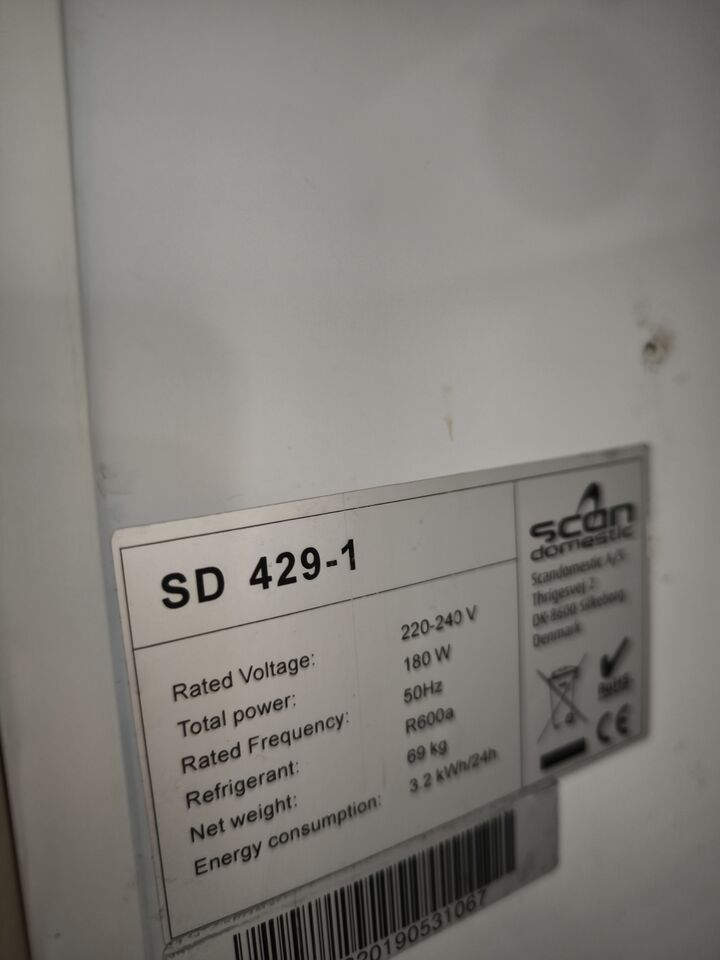 SD 429-1
Rated Voltage: 220-240 V
Total power: 180 W
Rated Frequency: 50Hz
Refrigerant: R600a
Net weight: 69 kg
Energy consumption: 3.2 kWh/24h
scan
domestic
Scandomestic A/S
Thrigesvej 2
DK-8600 Silkeborg
Denmark
RoHS
CE
20190531067